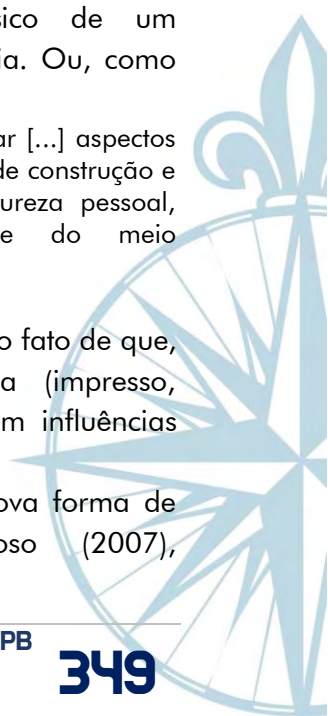 sico de um
ia. Ou, como
ar [...] aspectos
de construção e
ureza pessoal,
e do meio
o fato de que,
a (impresso,
m influências
ova forma de
oso (2007),
PB
349